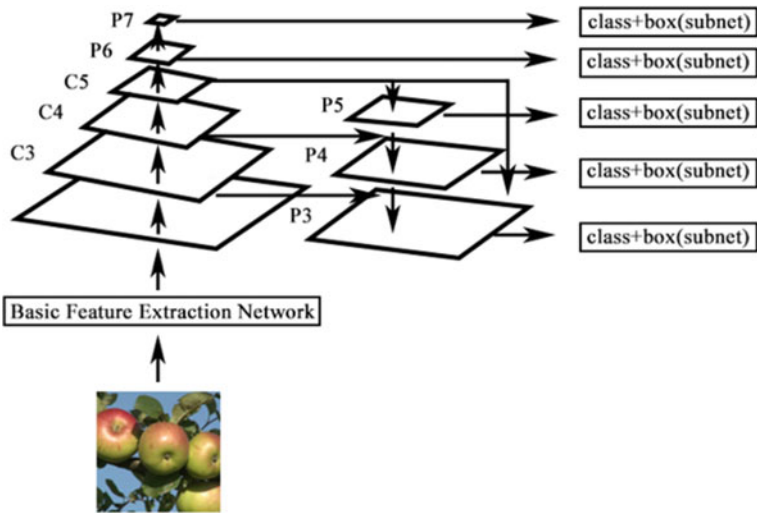 P7
class+box(subnet)
P6
class+box(subnet)
C5
P5
class+box(subnet)
C4
P4
class+box(subnet)
C3
P3
class+box(subnet)
Basic Feature Extraction Network